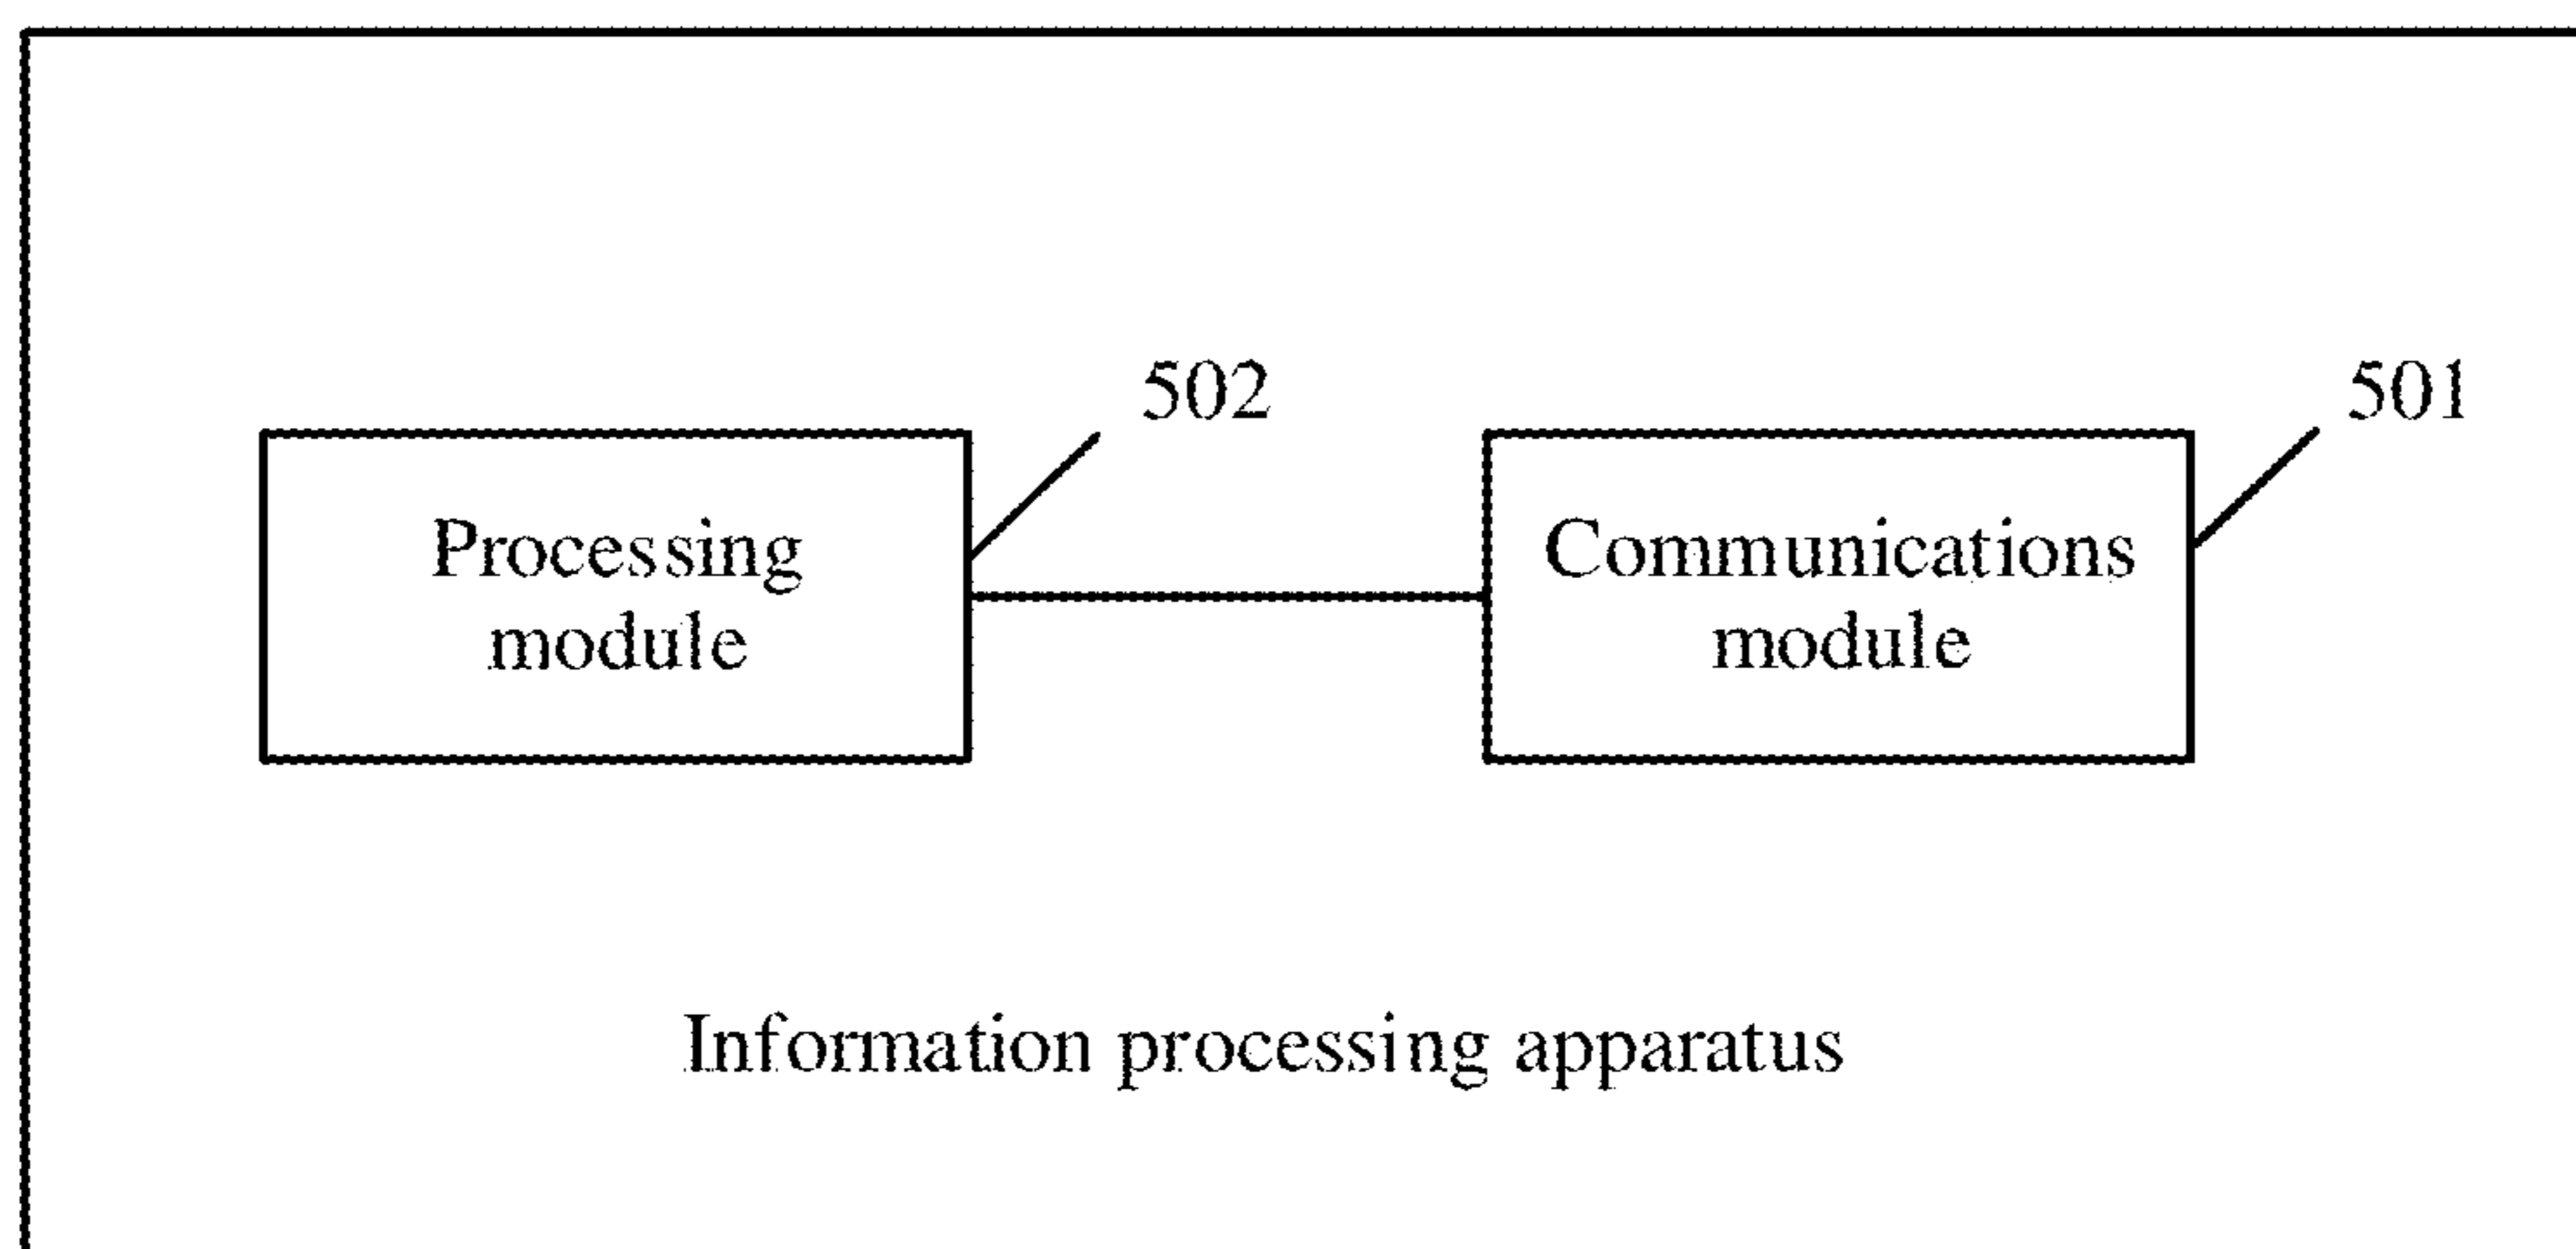 502
501
Processing
module
Communications
module
Information processing apparatus